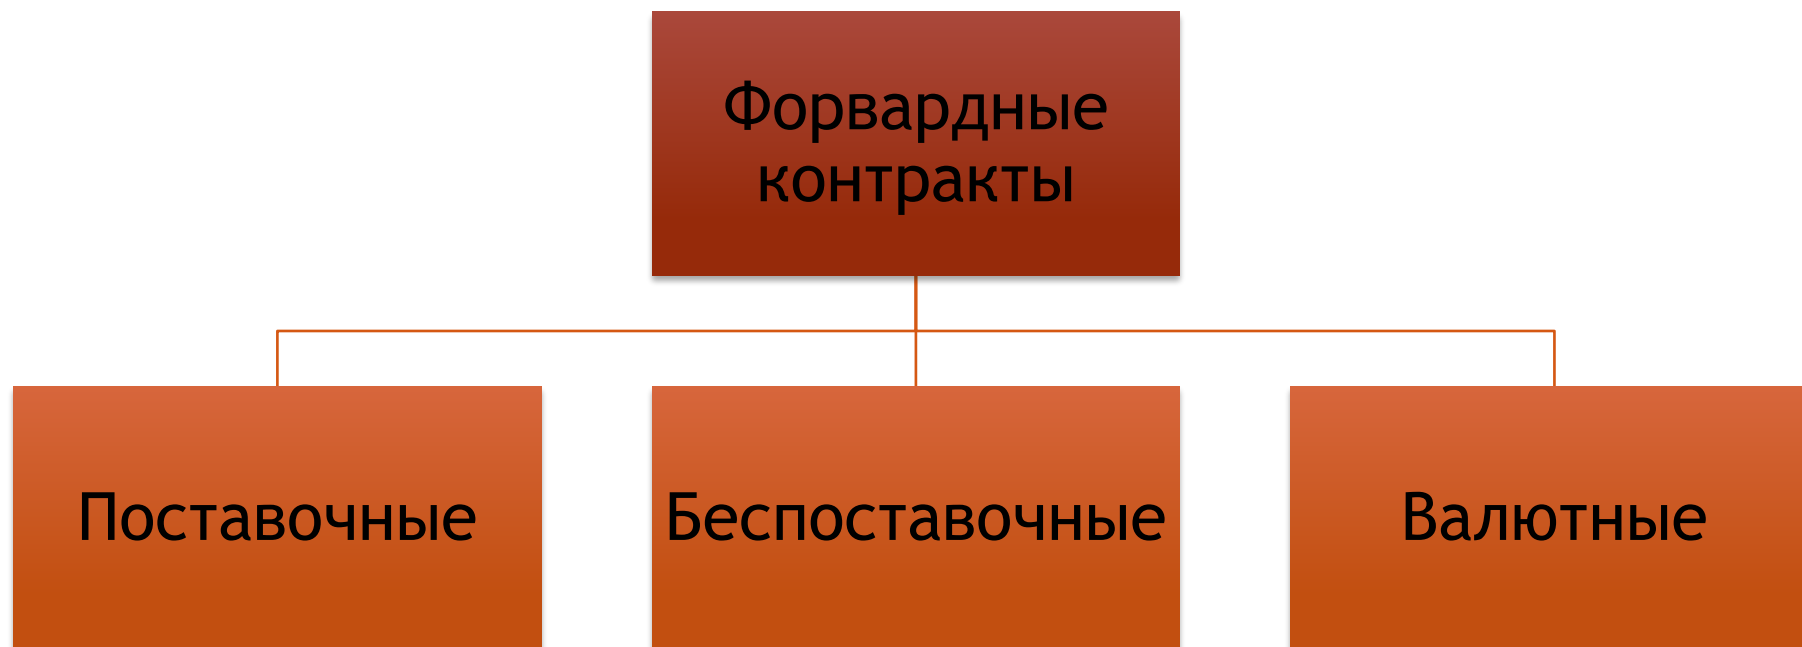 Форвардные
контракты
Поставочные
Беспоставочные
Валютные